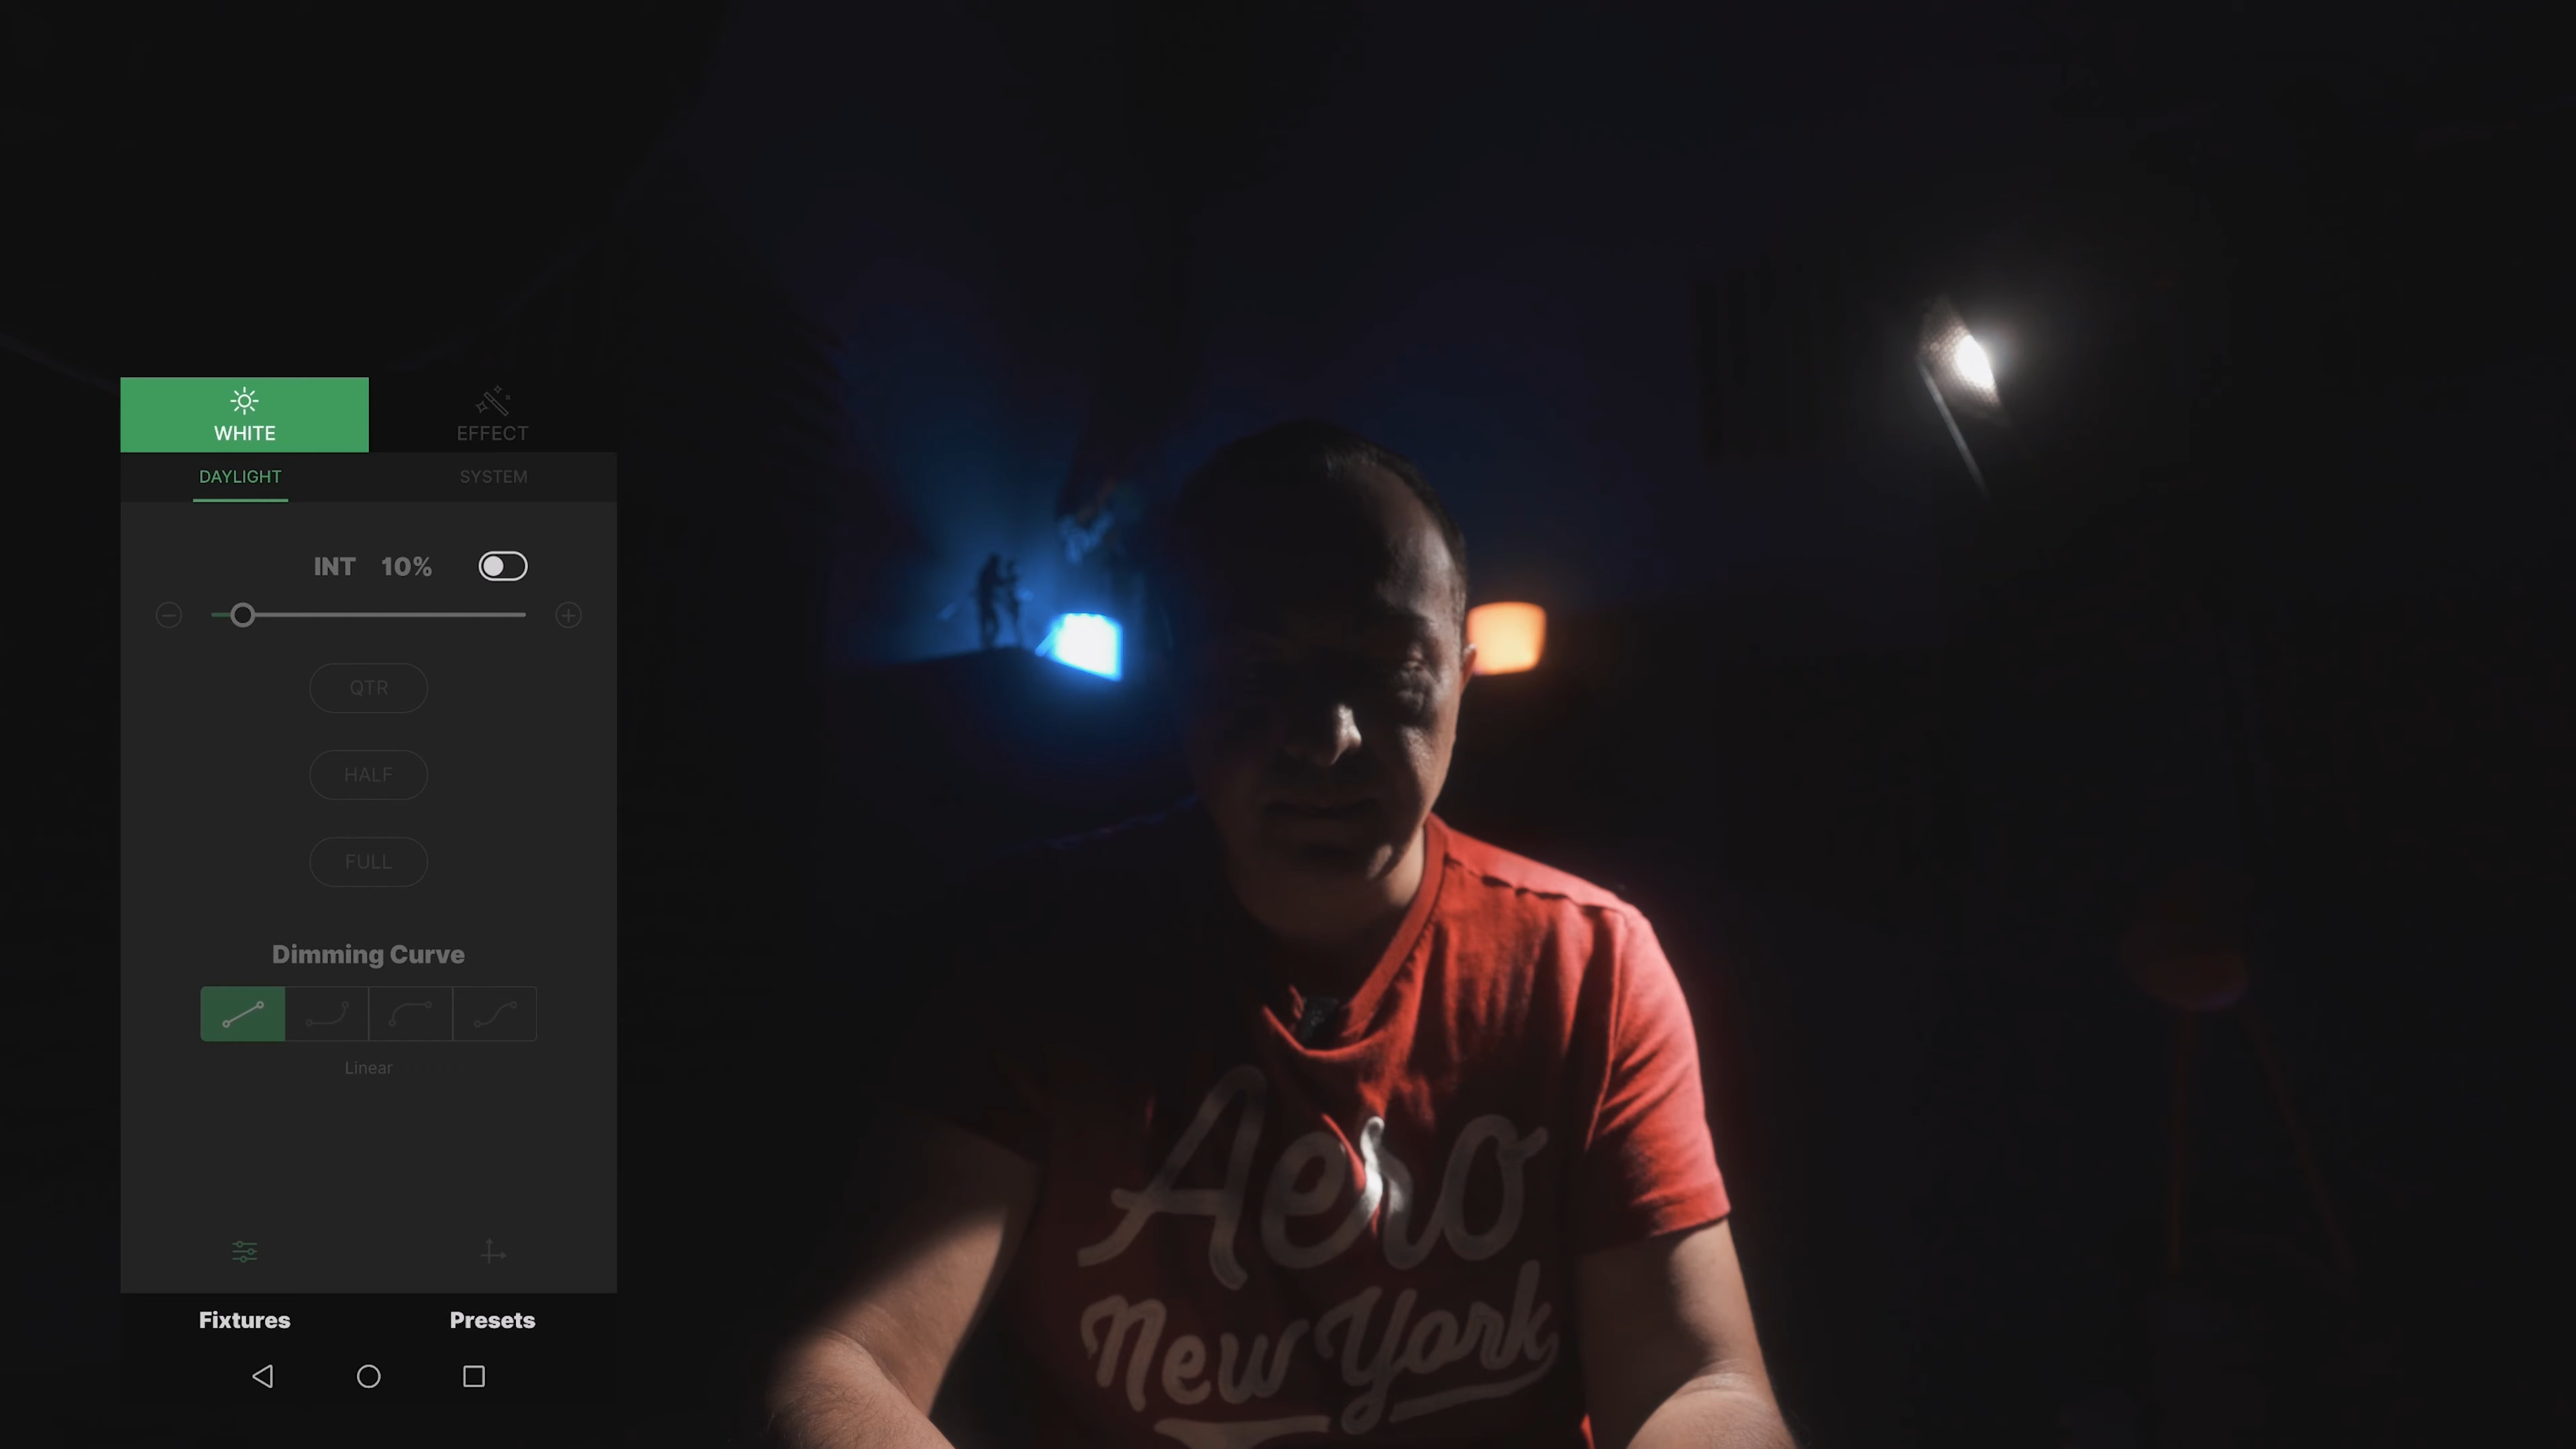 WHITE
EFFECT
DAYLIGHT
SYSTEM
INT 10%
QTR
HALF
FULL
Dimming Curve
Linear
Fixtures
Presets
Aero
New York